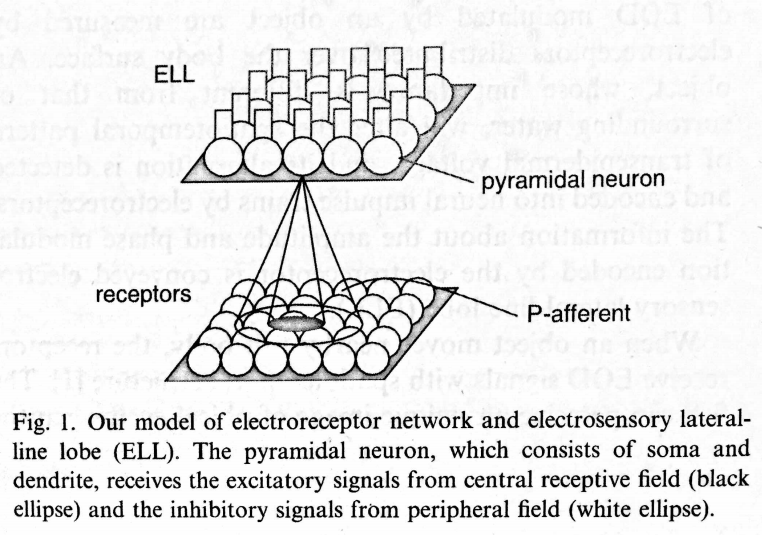 ELL
pyramidal neuron
receptors
P-afferent
Fig. 1. Our model of electroreceptor network and electrosensory lateral-
line lobe (ELL). The pyramidal neuron, which consists of soma and
dendrite, receives the excitatory signals from central receptive field (black
ellipse) and the inhibitory signals from peripheral field (white ellipse).